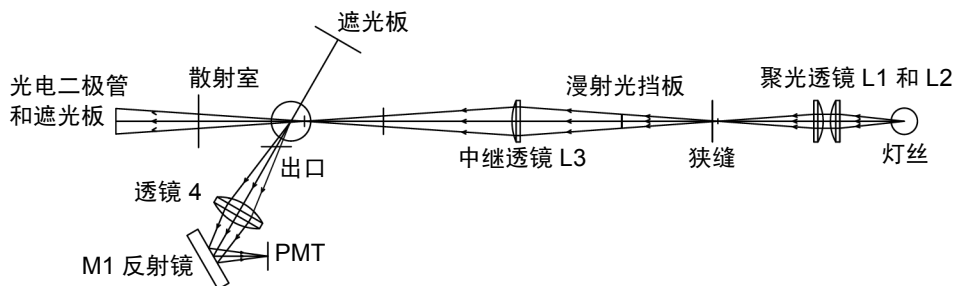 遮光板
光电二极管
和遮光板
散射室
漫射光挡板
聚光透镜 L1 和 L2
出口
中继透镜 L3
狭缝
灯丝
透镜 4
M1 反射镜
PMT